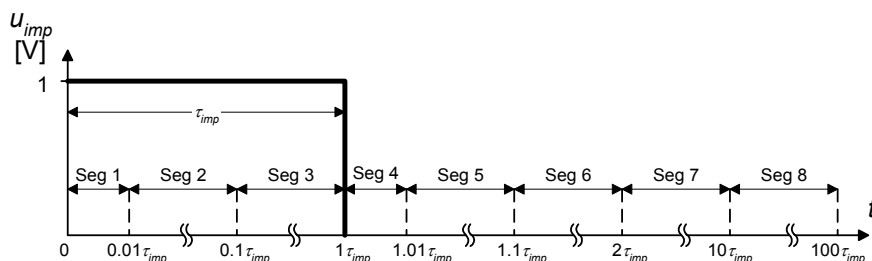 u_imp
[V]
1
τ_imp
Seg 1 Seg 2 Seg 3 Seg 4 Seg 5 Seg 6 Seg 7 Seg 8
t
0 0.01τ_imp 0.1τ_imp 1τ_imp 1.01τ_imp 1.1τ_imp 2τ_imp 10τ_imp 100τ_imp